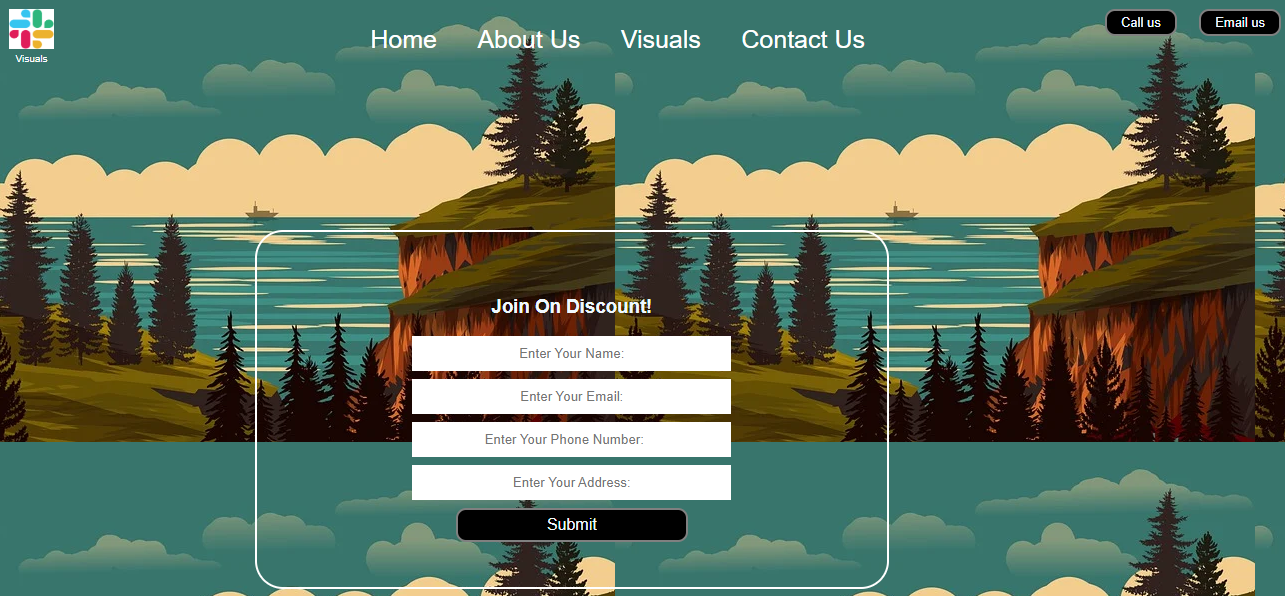 Visuals
Home About Us Visuals Contact Us
Call us Email us
Join On Discount!
Enter Your Name:
Enter Your Email:
Enter Your Phone Number:
Enter Your Address:
Submit